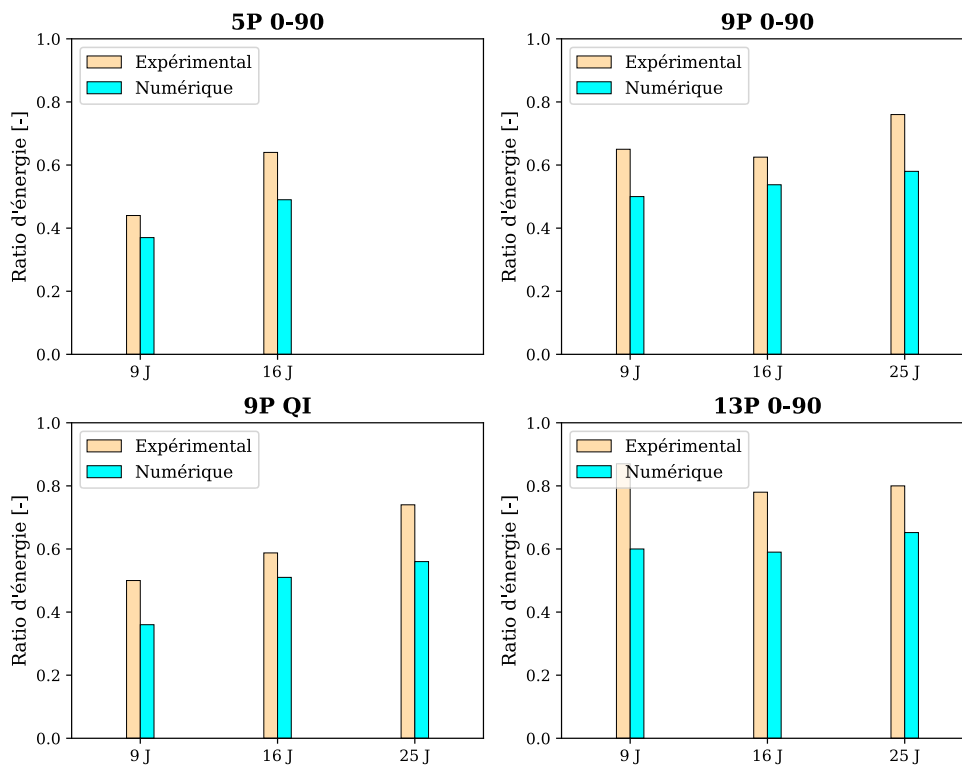 5P 0-90
1.0
0.8
0.6
0.4
0.2
0.0
Ratio d'énergie [-]
Expérimental
Numérique
9 J
16 J
9P 0-90
1.0
0.8
0.6
0.4
0.2
0.0
Ratio d'énergie [-]
Expérimental
Numérique
9 J
16 J
25 J
9P QI
1.0
0.8
0.6
0.4
0.2
0.0
Ratio d'énergie [-]
Expérimental
Numérique
9 J
16 J
25 J
13P 0-90
1.0
0.8
0.6
0.4
0.2
0.0
Ratio d'énergie [-]
Expérimental
Numérique
9 J
16 J
25 J